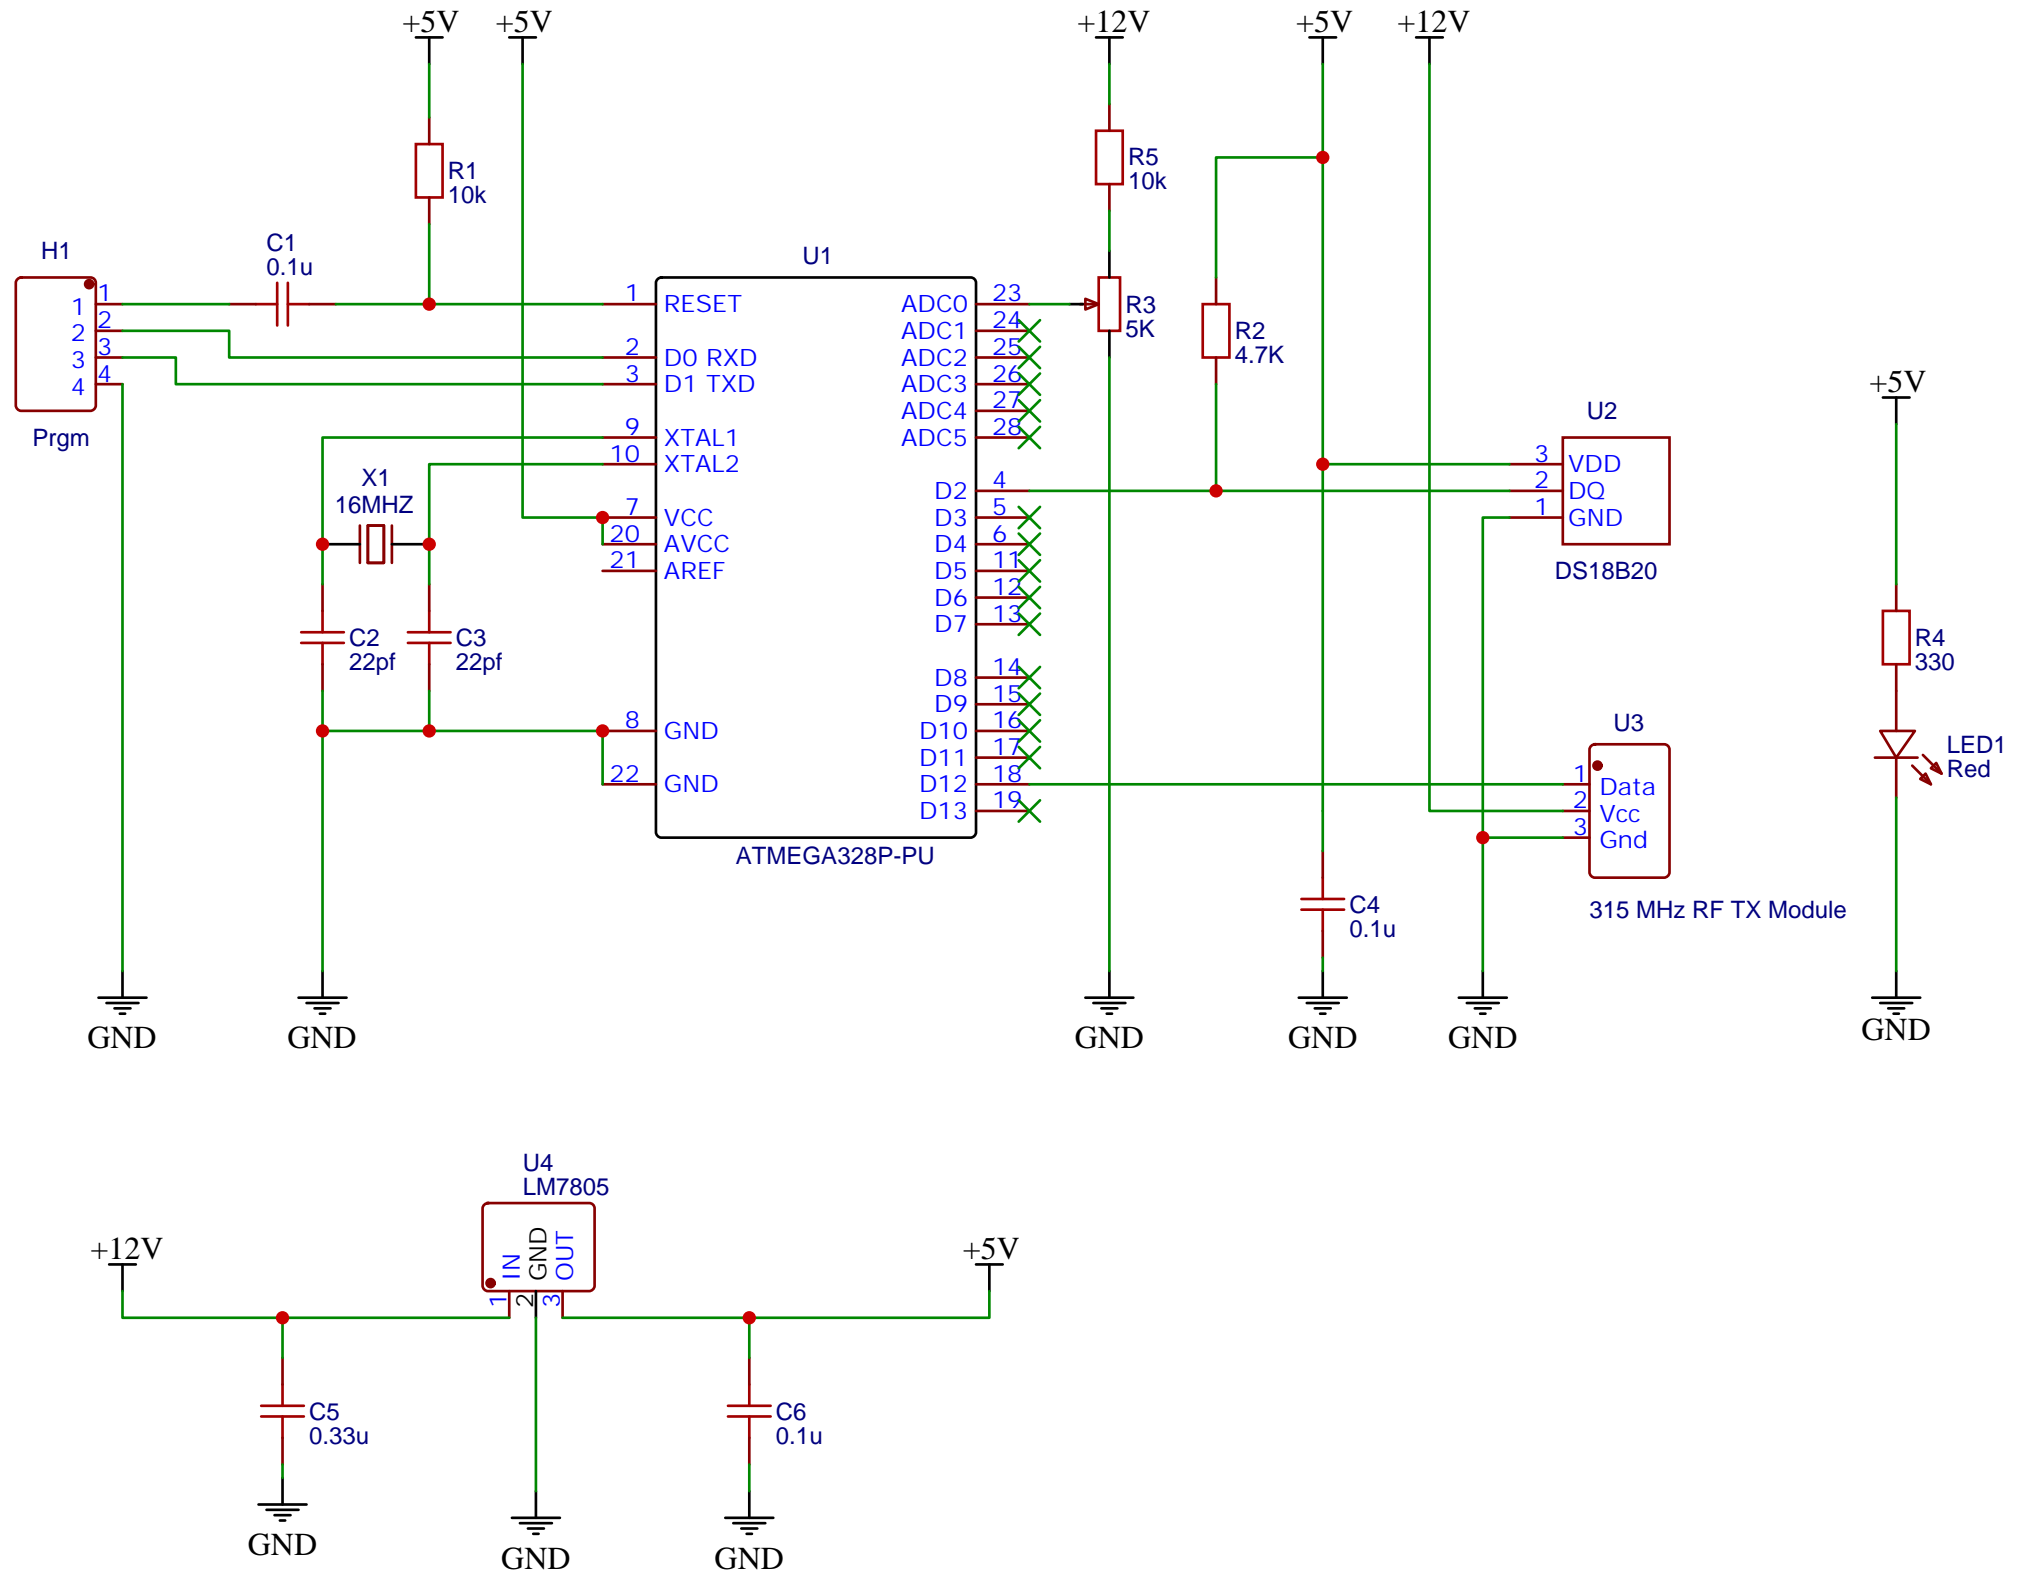 +5V
+5V
+12V
+5V
+12V
R1
10k
R5
10k
H1
1
2
3
4
1
2
3
4
Prgm
C1
0.1u
U1
1
RESET
2
D0 RXD
3
D1 TXD
9
XTAL1
10
XTAL2
7
VCC
20
AVCC
21
AREF
8
GND
22
GND
ADC0
23
ADC1
24
ADC2
25
ADC3
26
ADC4
27
ADC5
28
D2
4
D3
5
D4
6
D5
11
D6
12
D7
13
D8
14
D9
15
D10
16
D11
17
D12
18
D13
19
ATMEGA328P-PU
X1
16MHZ
C2
22pf
C3
22pf
R3
5K
R2
4.7K
U2
3
VDD
2
DQ
1
GND
DS18B20
+5V
R4
330
LED1
Red
U3
1
Data
2
Vcc
3
Gnd
315 MHz RF TX Module
C4
0.1u
GND
GND
GND
GND
GND
GND
U4
LM7805
IN
GND
OUT
1
2
3
+12V
+5V
C5
0.33u
C6
0.1u
GND
GND
GND